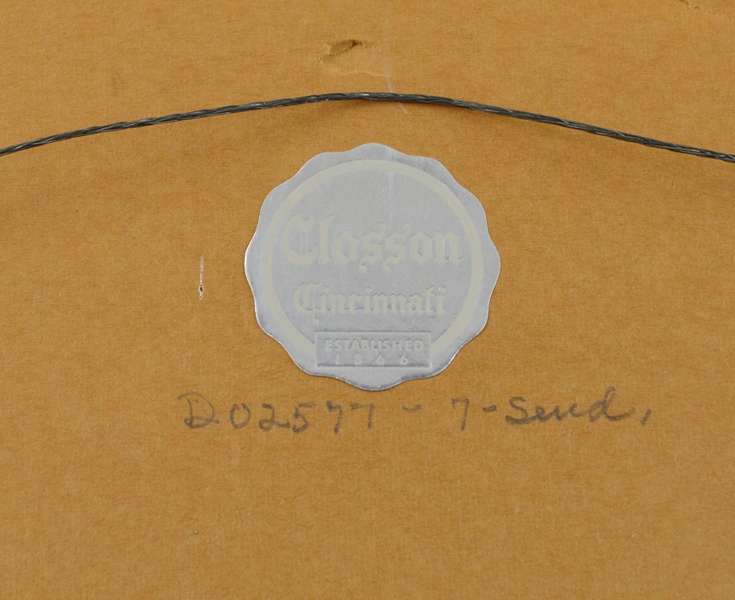 Closson
Cincinnati
ESTABLISHED
1866
D02577 - 7 - Send,